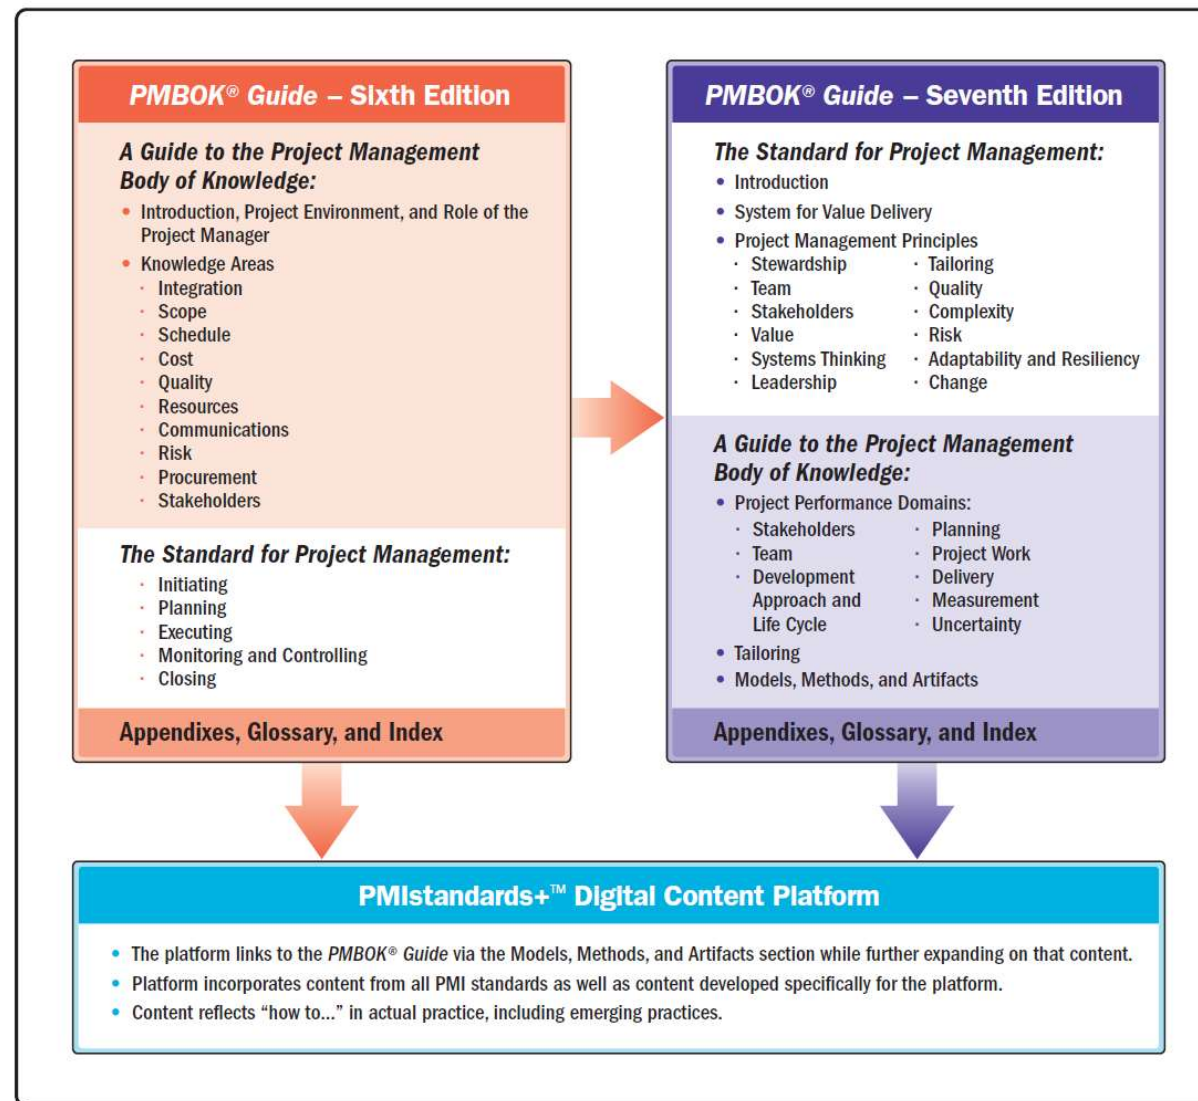 PMBOK® Guide – Sixth Edition
A Guide to the Project Management
Body of Knowledge:
• Introduction, Project Environment, and Role of the
Project Manager
• Knowledge Areas
· Integration
· Scope
· Schedule
· Cost
· Quality
· Resources
· Communications
· Risk
· Procurement
· Stakeholders
The Standard for Project Management:
· Initiating
· Planning
· Executing
· Monitoring and Controlling
· Closing
Appendixes, Glossary, and Index
PMBOK® Guide – Seventh Edition
The Standard for Project Management:
• Introduction
• System for Value Delivery
• Project Management Principles
· Stewardship
· Team
· Stakeholders
· Value
· Systems Thinking
· Leadership
· Tailoring
· Quality
· Complexity
· Risk
· Adaptability and Resiliency
· Change
A Guide to the Project Management
Body of Knowledge:
• Project Performance Domains:
· Stakeholders
· Team
· Development
Approach and
Life Cycle
· Planning
· Project Work
· Delivery
· Measurement
· Uncertainty
• Tailoring
• Models, Methods, and Artifacts
Appendixes, Glossary, and Index
PMIstandards+™ Digital Content Platform
• The platform links to the PMBOK® Guide via the Models, Methods, and Artifacts section while further expanding on that content.
• Platform incorporates content from all PMI standards as well as content developed specifically for the platform.
• Content reflects “how to...” in actual practice, including emerging practices.